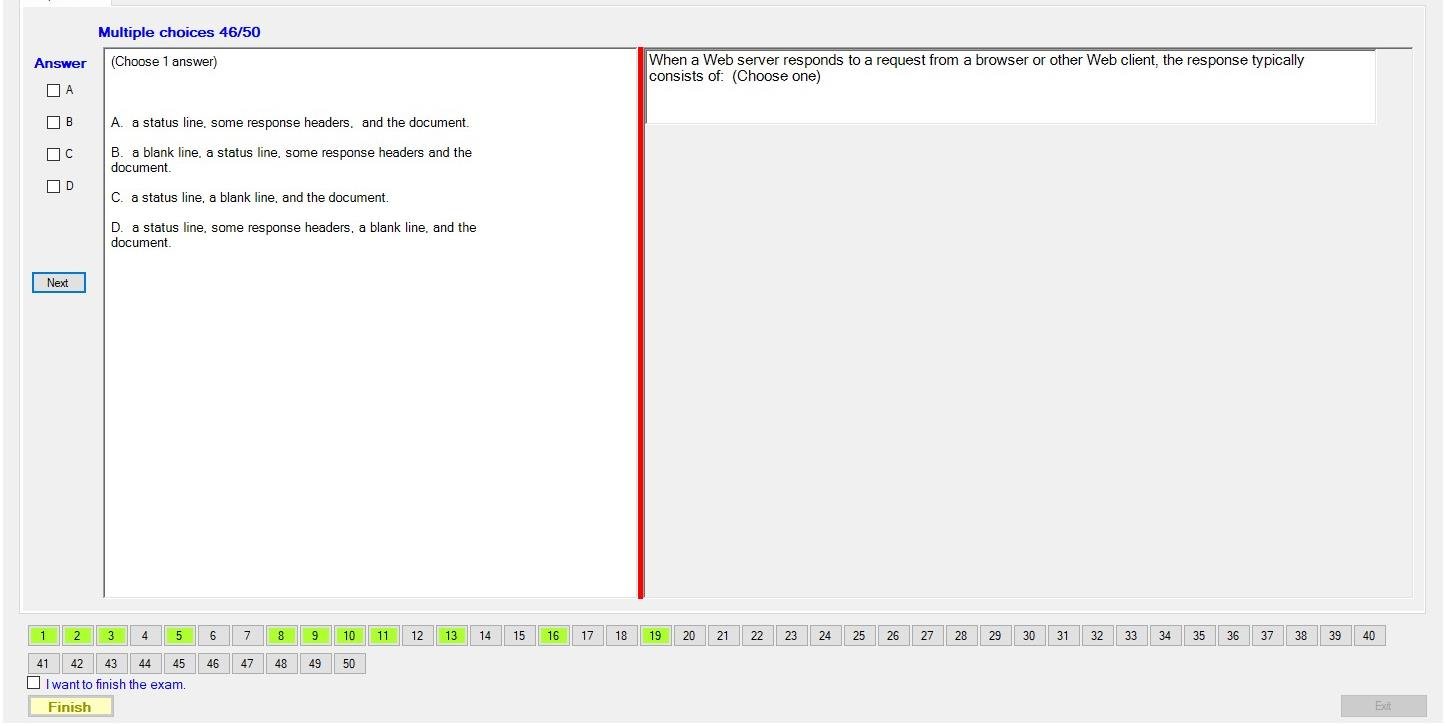 Multiple choices 46/50
Answer
A
B
C
D
Next
(Choose 1 answer)
A. a status line, some response headers, and the document.
B. a blank line, a status line, some response headers and the
document.
C. a status line, a blank line, and the document.
D. a status line, some response headers, a blank line, and the
document.
When a Web server responds to a request from a browser or other Web client, the response typically
consists of: (Choose one)
1 2 3 4 5 6 7 8 9 10 11 12 13 14 15 16 17 18 19 20 21 22 23 24 25 26 27 28 29 30 31 32 33 34 35 36 37 38 39 40
41 42 43 44 45 46 47 48 49 50
I want to finish the exam.
Finish
Exit